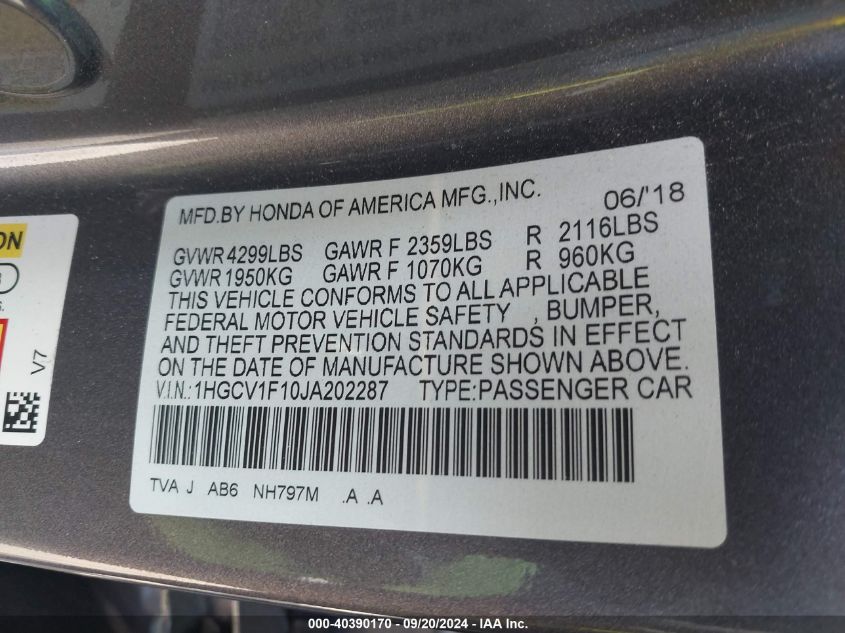 MFD.BY HONDA OF AMERICA MFG.,INC. 06/'18
GVWR 4299LBS GAWR F 2359LBS R 2116LBS
GVWR 1950KG GAWR F 1070KG R 960KG
THIS VEHICLE CONFORMS TO ALL APPLICABLE
FEDERAL MOTOR VEHICLE SAFETY , BUMPER,
AND THEFT PREVENTION STANDARDS IN EFFECT
ON THE DATE OF MANUFACTURE SHOWN ABOVE.
V.I.N.:1HGCV1F10JA202287 TYPE:PASSENGER CAR
TVA J AB6 NH797M .A .A
ON
V7
000-40390170 - 09/20/2024 - IAA Inc.